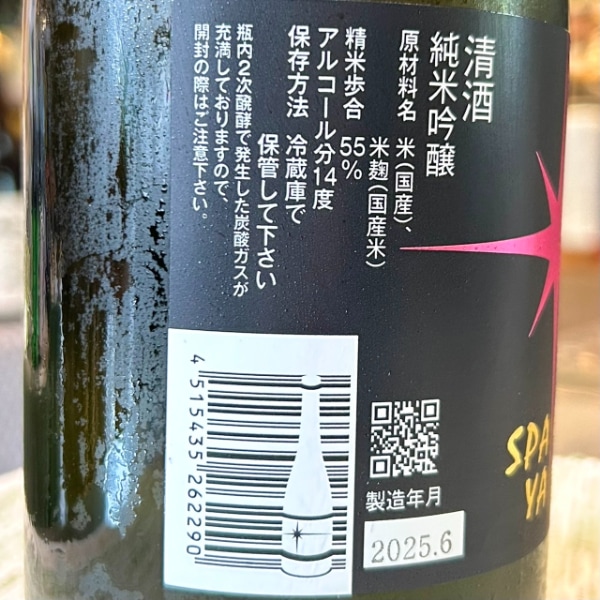 清酒
純米吟醸
原材料名 米(国産)、
米麹(国産米)
精米歩合 55%
アルコール分14度
保存方法 冷蔵庫で
保管して下さい
瓶内2次醗酵で発生した炭酸ガスが
充満しておりますので、
開封の際はご注意下さい。
4 515435 262290
製造年月
2025.6
SPA
YA